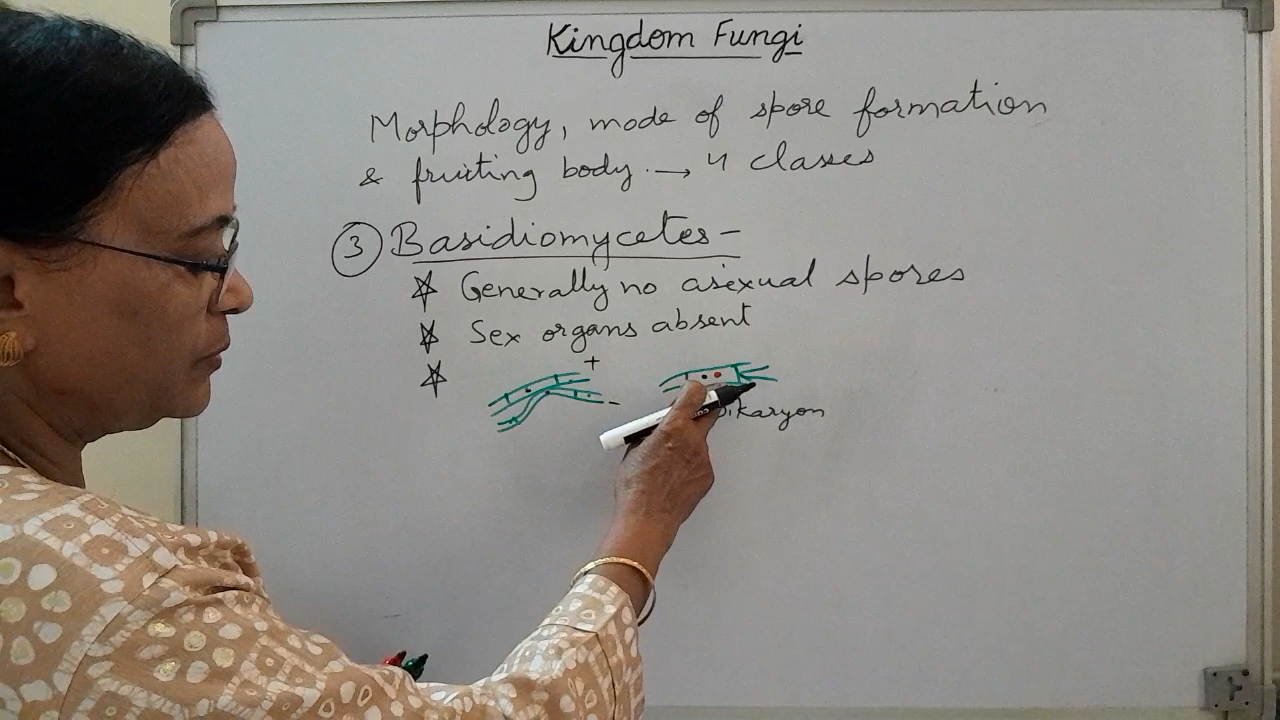 Kingdom Fungi
Morphology, mode of spore formation
& fruiting body. → 4 classes
③ Basidiomycetes -
☆ Generally no asexual spores
☆ Sex organs absent
☆
+
-
Dikaryon